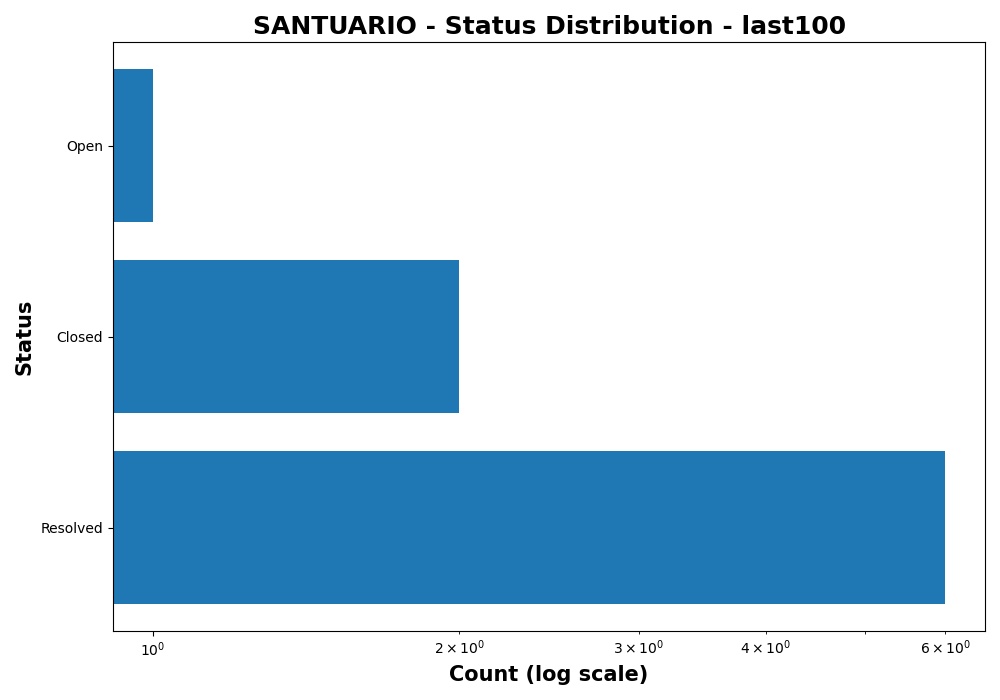 SANTUARIO - Status Distribution - last100
Open
Closed
Resolved
Status
10⁰
2 × 10⁰
3 × 10⁰
4 × 10⁰
6 × 10⁰
Count (log scale)